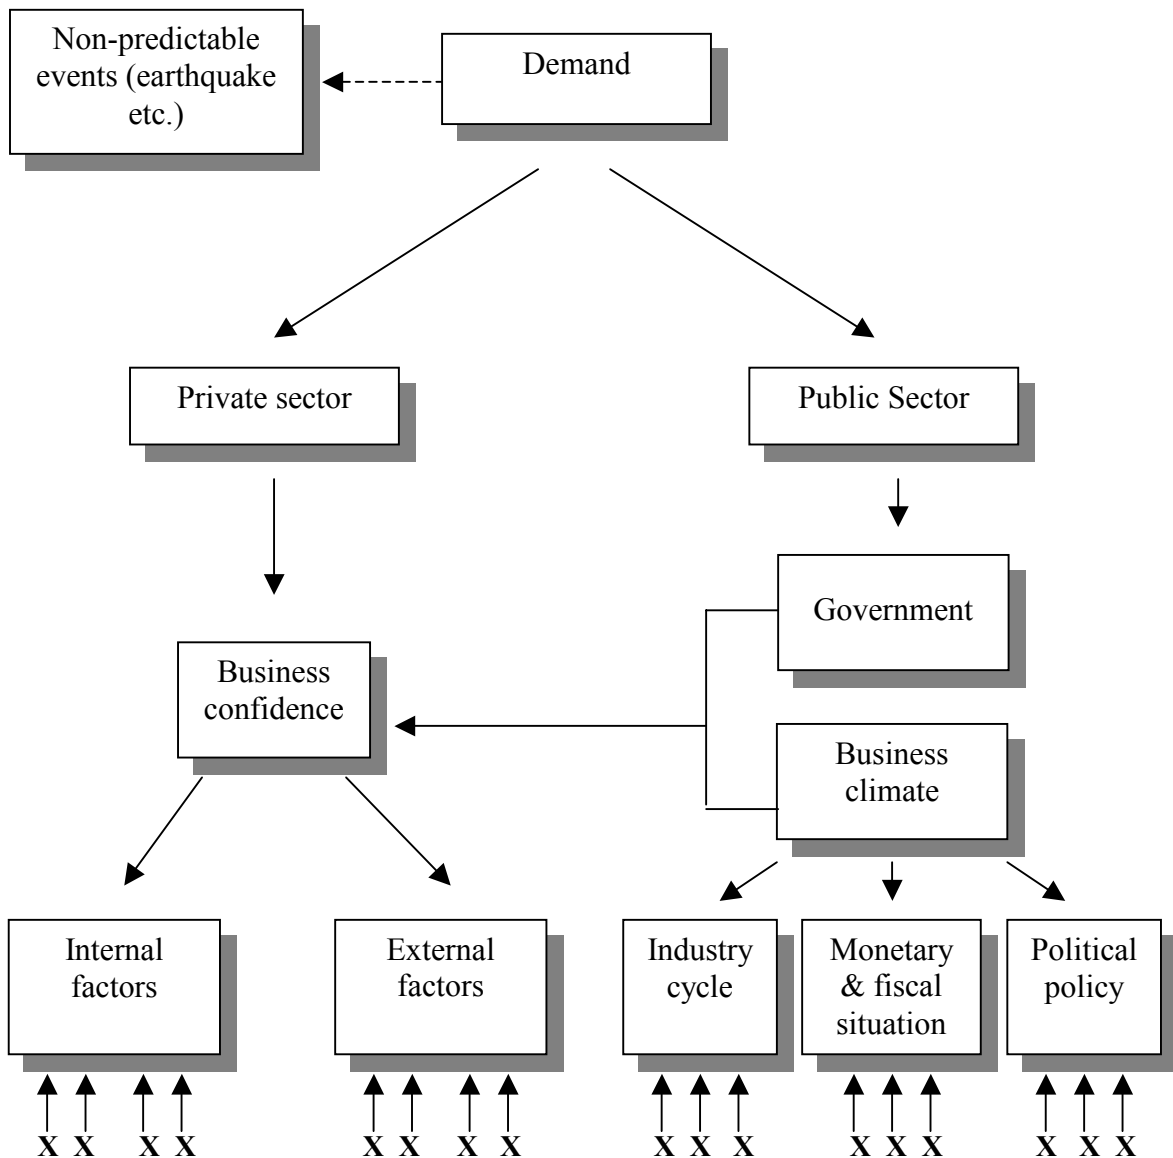 Non-predictable
events (earthquake
etc.)
Demand
Private sector
Public Sector
Government
Business
confidence
Business
climate
Internal
factors
External
factors
Industry
cycle
Monetary
& fiscal
situation
Political
policy
X X X X
X X X X
X X X
X X X
X X X